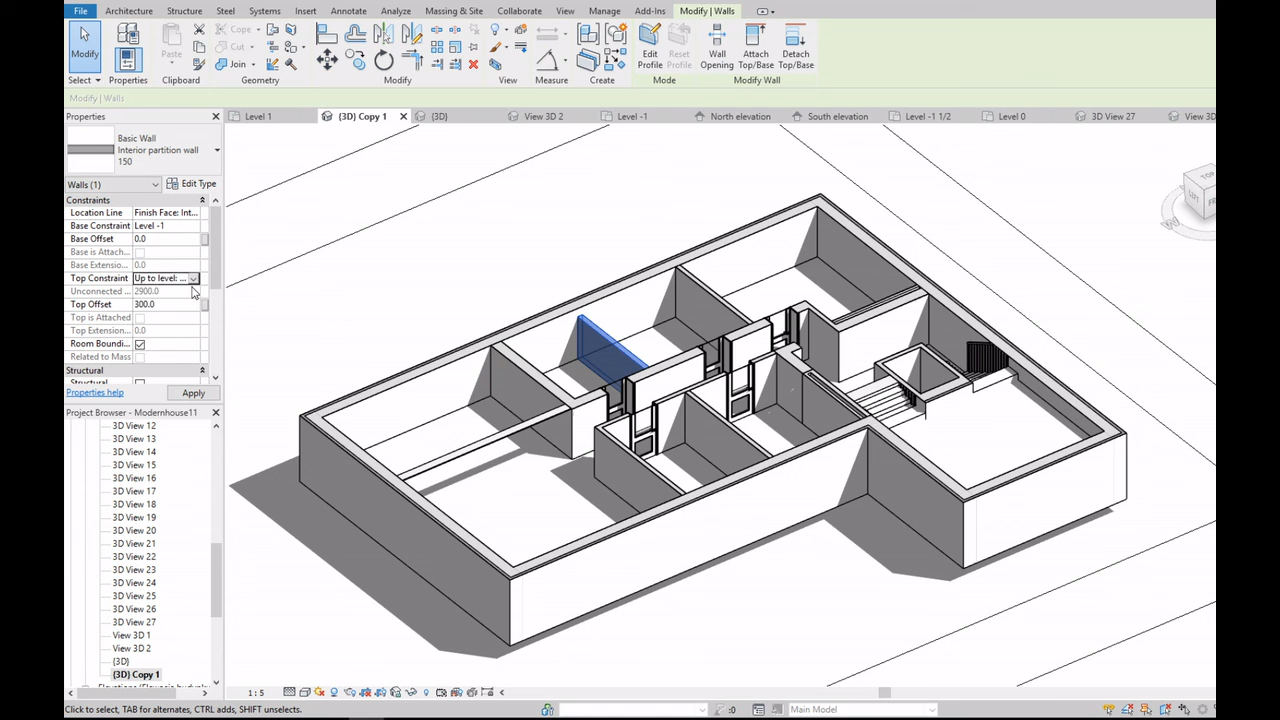 File Architecture Structure Steel Systems Insert Annotate Analyze Massing & Site Collaborate View Manage Add-Ins Modify | Walls
Modify
Select
Properties
Paste
Clipboard
Cope
Cut
Join
Geometry
Modify
View
Measure
Create
Edit Profile
Reset Profile
Mode
Wall Opening
Attach Top/Base
Detach Top/Base
Modify Wall
Modify | Walls
Properties
Level 1 {3D} Copy 1 {3D} View 3D 2 Level -1 North elevation South elevation Level -1 1/2 Level 0 3D View 27 View 3D
Basic Wall
Interior partition wall
150
Walls (1) Edit Type
Constraints
Location Line Finish Face: Int...
Base Constraint Level -1
Base Offset 0.0
Base is Attach...
Base Extensio... 0.0
Top Constraint Up to level: ...
Unconnected ... 2900.0
Top Offset 300.0
Top is Attached
Top Extension... 0.0
Room Boundi...
Related to Mass
Structural
Structural
Properties help Apply
Project Browser - Modernhouse11
3D View 12
3D View 13
3D View 14
3D View 15
3D View 16
3D View 17
3D View 18
3D View 19
3D View 20
3D View 21
3D View 22
3D View 23
3D View 24
3D View 25
3D View 26
3D View 27
View 3D 1
View 3D 2
{3D}
{3D} Copy 1
TOP
LEFT
W
1 : 5
Click to select, TAB for alternates, CTRL adds, SHIFT unselects.
:0
Main Model